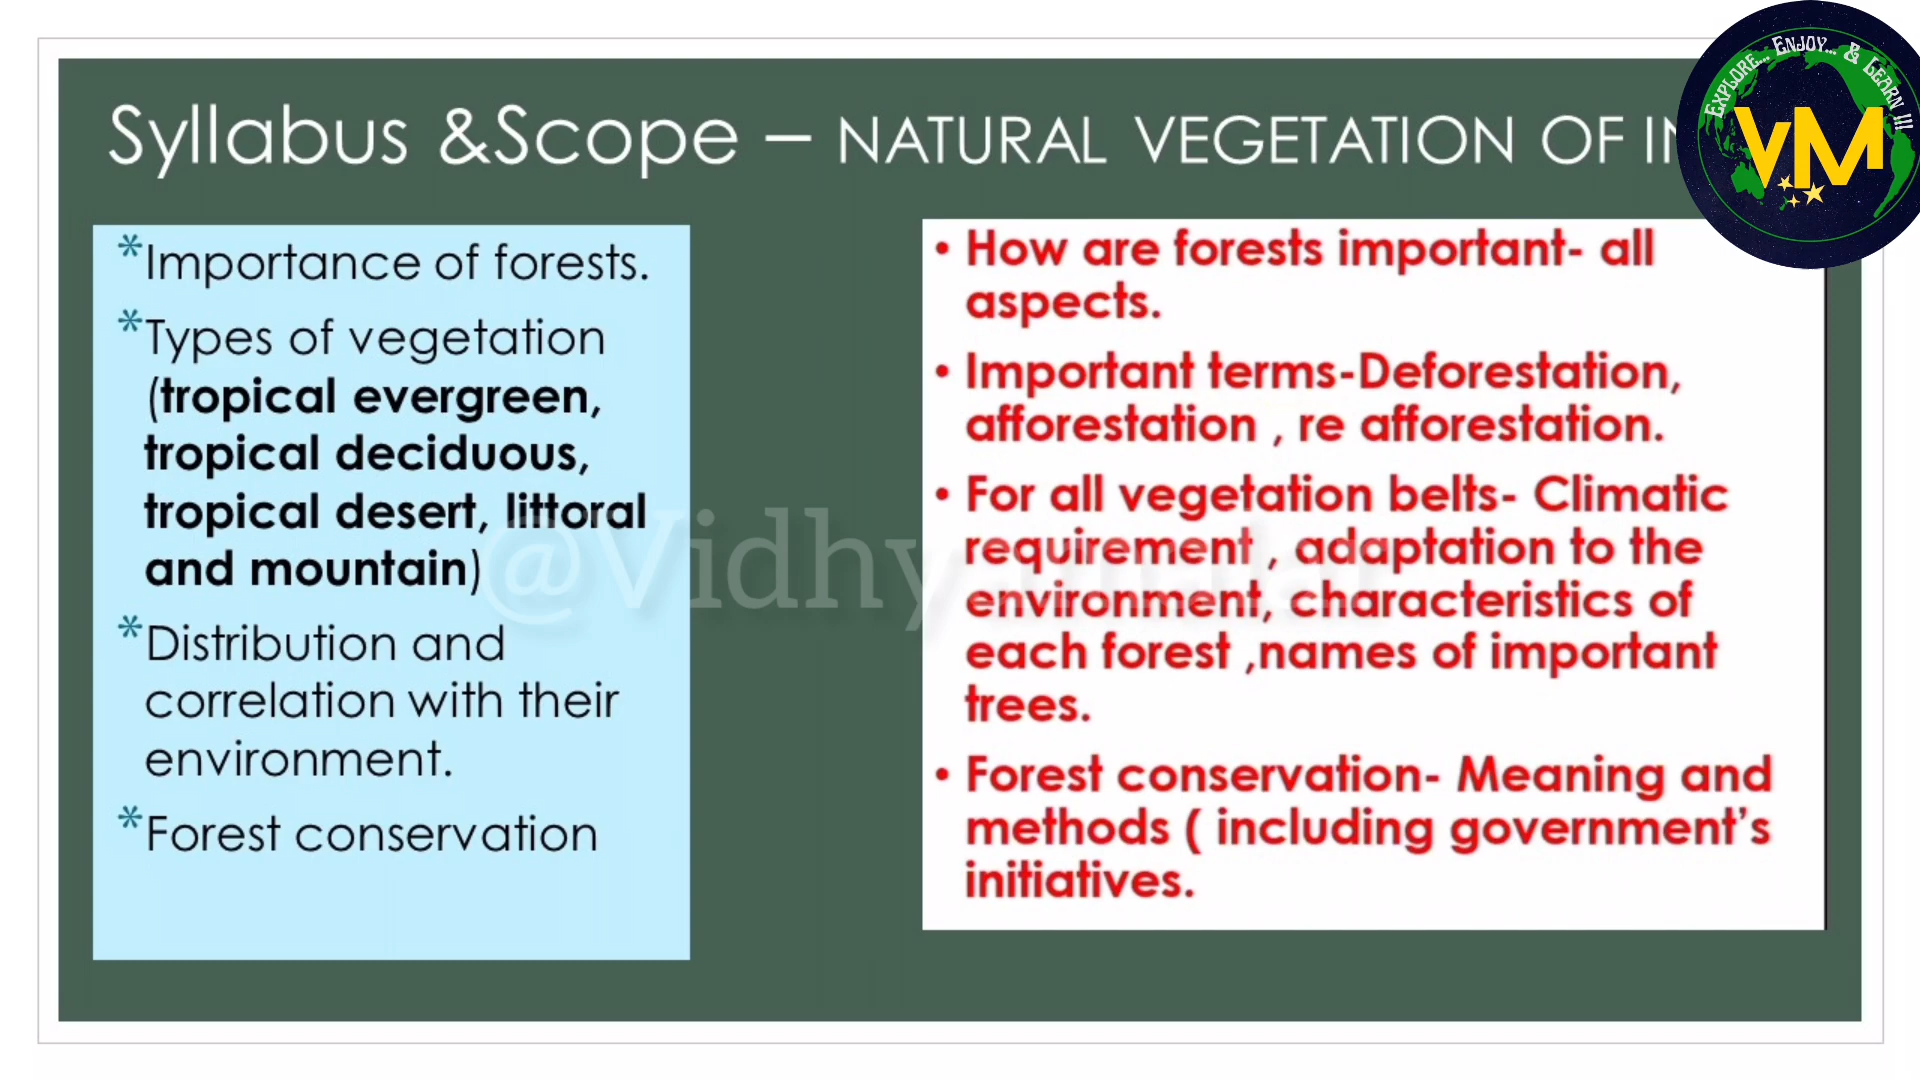 Syllabus &Scope – NATURAL VEGETATION OF
EXPLORE... ENJOY... & LEARN !!!
VM
*Importance of forests.
*Types of vegetation
(tropical evergreen,
tropical deciduous,
tropical desert, littoral
and mountain)
*Distribution and
correlation with their
environment.
*Forest conservation
• How are forests important- all
aspects.
• Important terms-Deforestation,
afforestation , re afforestation.
• For all vegetation belts- Climatic
requirement , adaptation to the
environment, characteristics of
each forest ,names of important
trees.
• Forest conservation- Meaning and
methods ( including government’s
initiatives.